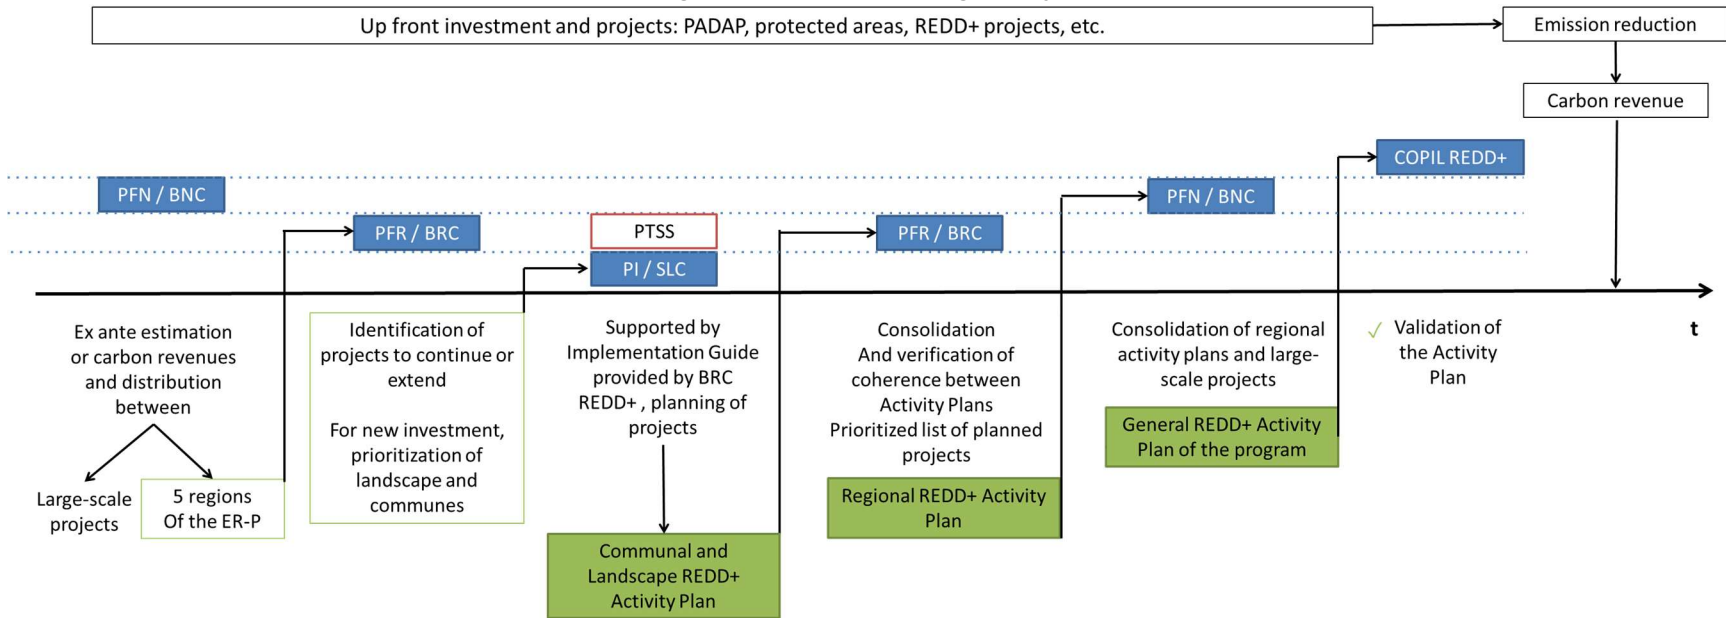 Up front investment and projects: PADAP, protected areas, REDD+ projects, etc.
Emission reduction
Carbon revenue
COPIL REDD+
PFN / BNC
PFN / BNC
PFR / BRC
PTSS
PFR / BRC
PI / SLC
t
Ex ante estimation
or carbon revenues
and distribution
between
Large-scale
projects
5 regions
Of the ER-P
Identification of
projects to continue or
extend
For new investment,
prioritization of
landscape and
communes
Supported by
Implementation Guide
provided by BRC
REDD+ , planning of
projects
Communal and
Landscape REDD+
Activity Plan
Consolidation
And verification of
coherence between
Activity Plans
Prioritized list of planned
projects
Regional REDD+ Activity
Plan
Consolidation of regional
activity plans and large-
scale projects
General REDD+ Activity
Plan of the program
✓ Validation of
the Activity
Plan